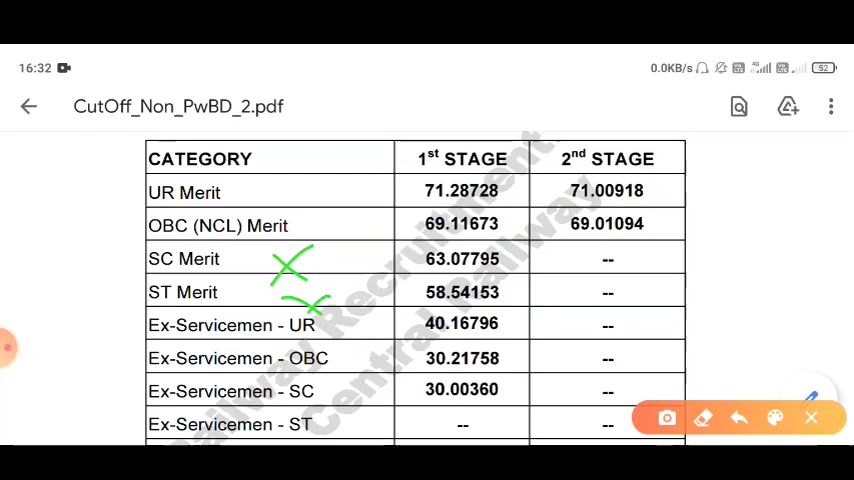 16:32 0.0KB/s 4G 52
CutOff_Non_PwBD_2.pdf
CATEGORY 1st STAGE 2nd STAGE
UR Merit 71.28728 71.00918
OBC (NCL) Merit 69.11673 69.01094
SC Merit 63.07795 --
ST Merit 58.54153 --
Ex-Servicemen - UR 40.16796 --
Ex-Servicemen - OBC 30.21758 --
Ex-Servicemen - SC 30.00360 --
Ex-Servicemen - ST -- --
Railway Recruitment
Central Railway